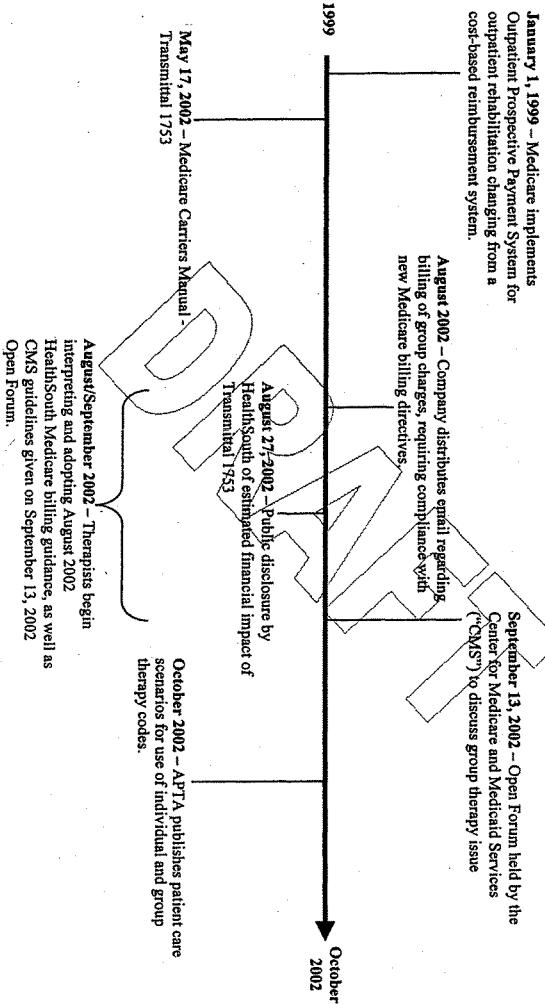 January 1, 1999 – Medicare implements
Outpatient Prospective Payment System for
outpatient rehabilitation changing from a
cost-based reimbursement system.
August 2002 – Company distributes email regarding
billing of group charges, requiring compliance with
new Medicare billing directives.
September 13, 2002 – Open Forum held by the
Center for Medicare and Medicaid Services
("CMS") to discuss group therapy issue
1999
October
2002
May 17, 2002 – Medicare Carriers Manual -
Transmittal 1753
August 27, 2002 – Public disclosure by
HealthSouth of estimated financial impact of
Transmittal 1753
August/September 2002 – Therapists begin
interpreting and adopting August 2002
HealthSouth Medicare billing guidance, as well as
CMS guidelines given on September 13, 2002
Open Forum.
October 2002 – APTA publishes patient care
scenarios for use of individual and group
therapy codes.
DRAFT